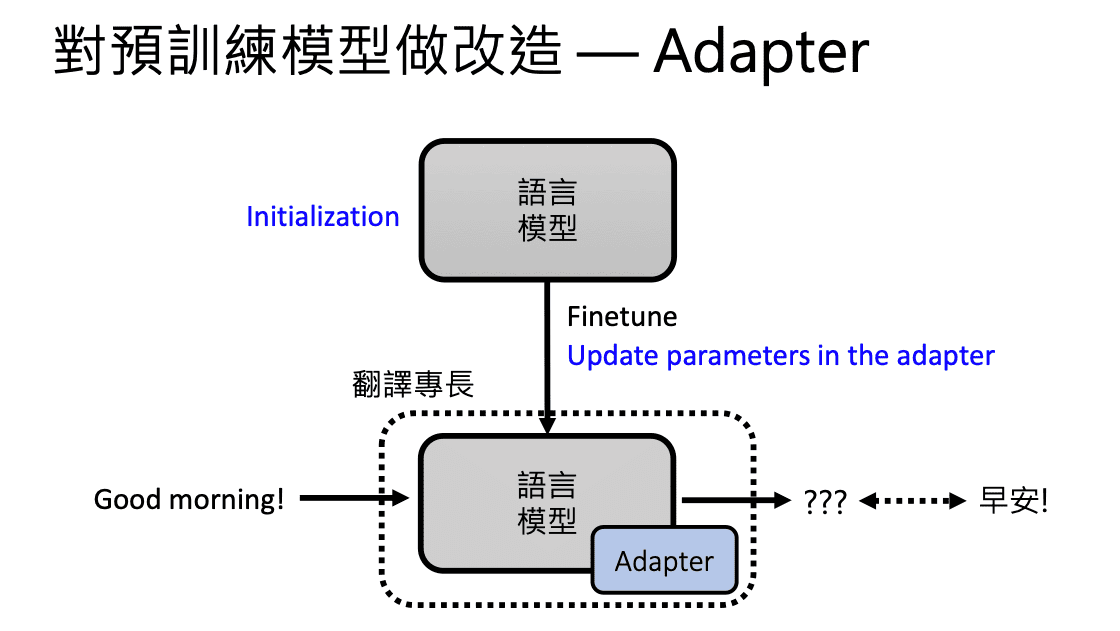 對預訓練模型做改造 — Adapter
語言
模型
Initialization
Finetune
Update parameters in the adapter
翻譯專長
Good morning!
語言
模型
Adapter
???
早安!